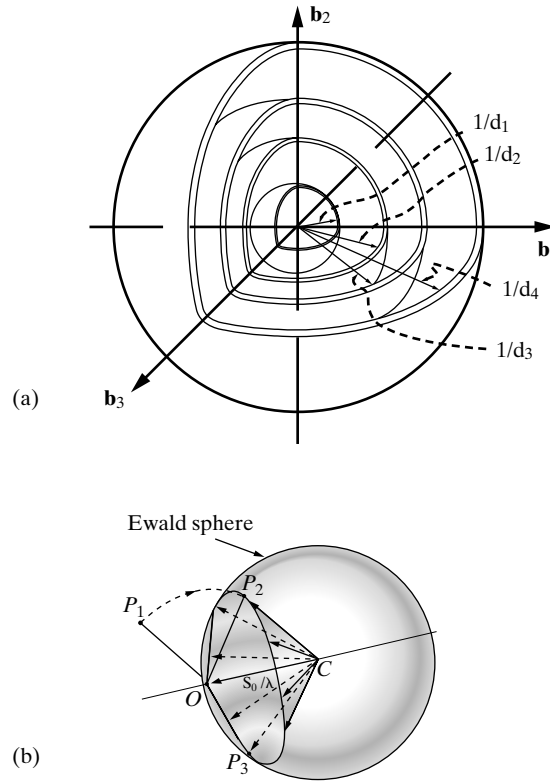 b₂
1/d₁
1/d₂
b
1/d₄
1/d₃
b₃
(a)
Ewald sphere
P₁
P₂
S₀/λ
C
O
P₃
(b)